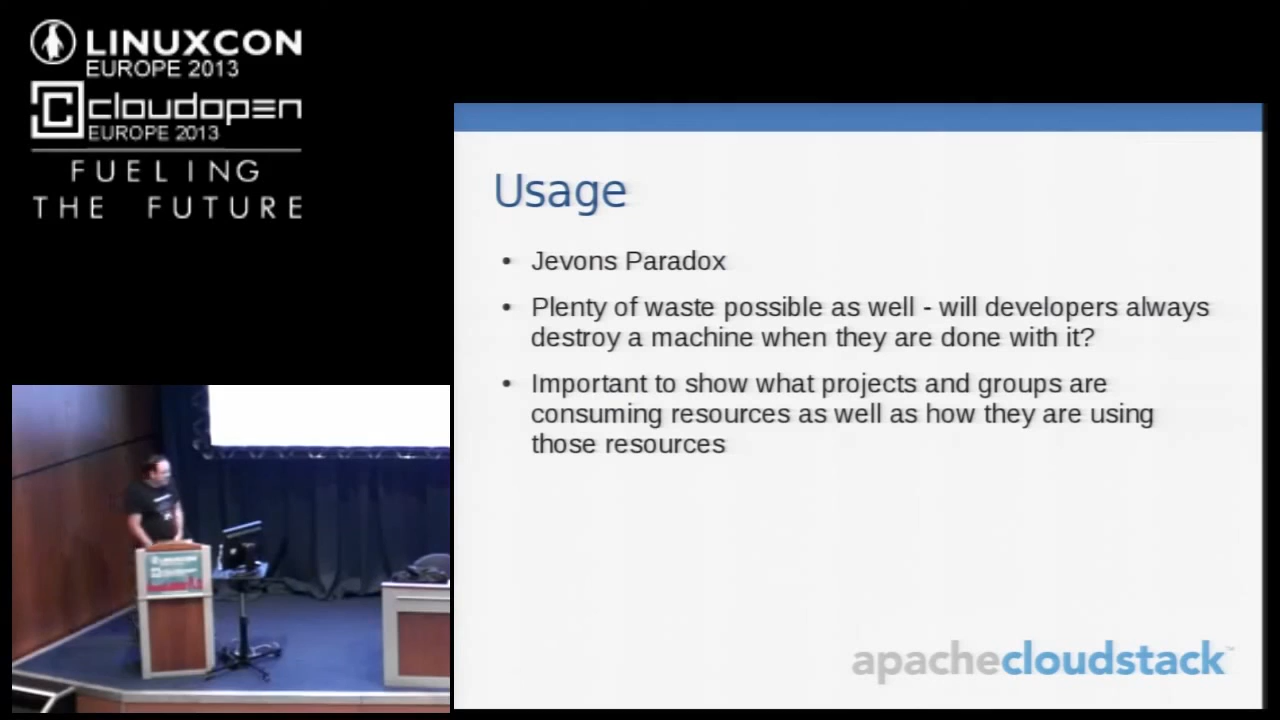 LINUXCON
EUROPE 2013
cloudopen
EUROPE 2013
FUELING
THE FUTURE
Usage
• Jevons Paradox
• Plenty of waste possible as well - will developers always
destroy a machine when they are done with it?
• Important to show what projects and groups are
consuming resources as well as how they are using
those resources
apachecloudstack™
LINUXCON